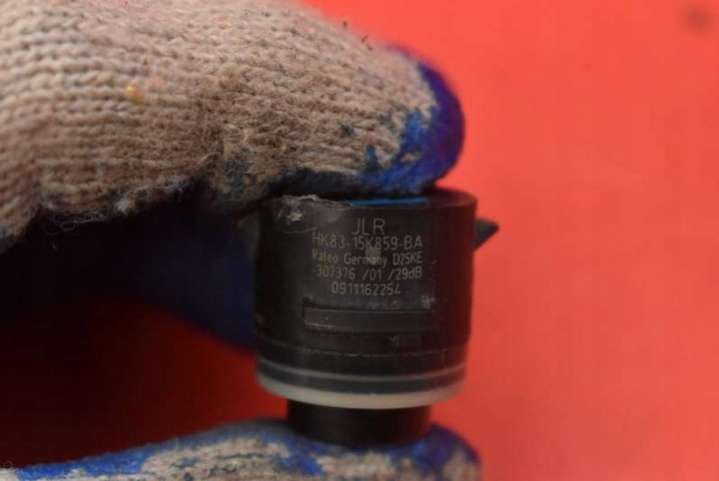 JLR
HK83-15K859-BA
Valeo Germany D25KE
307376 /01 /29dB
0911162254